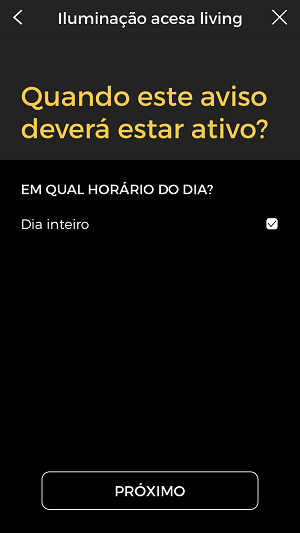 Iluminação acesa living
Quando este aviso
deverá estar ativo?
EM QUAL HORÁRIO DO DIA?
Dia inteiro
PRÓXIMO